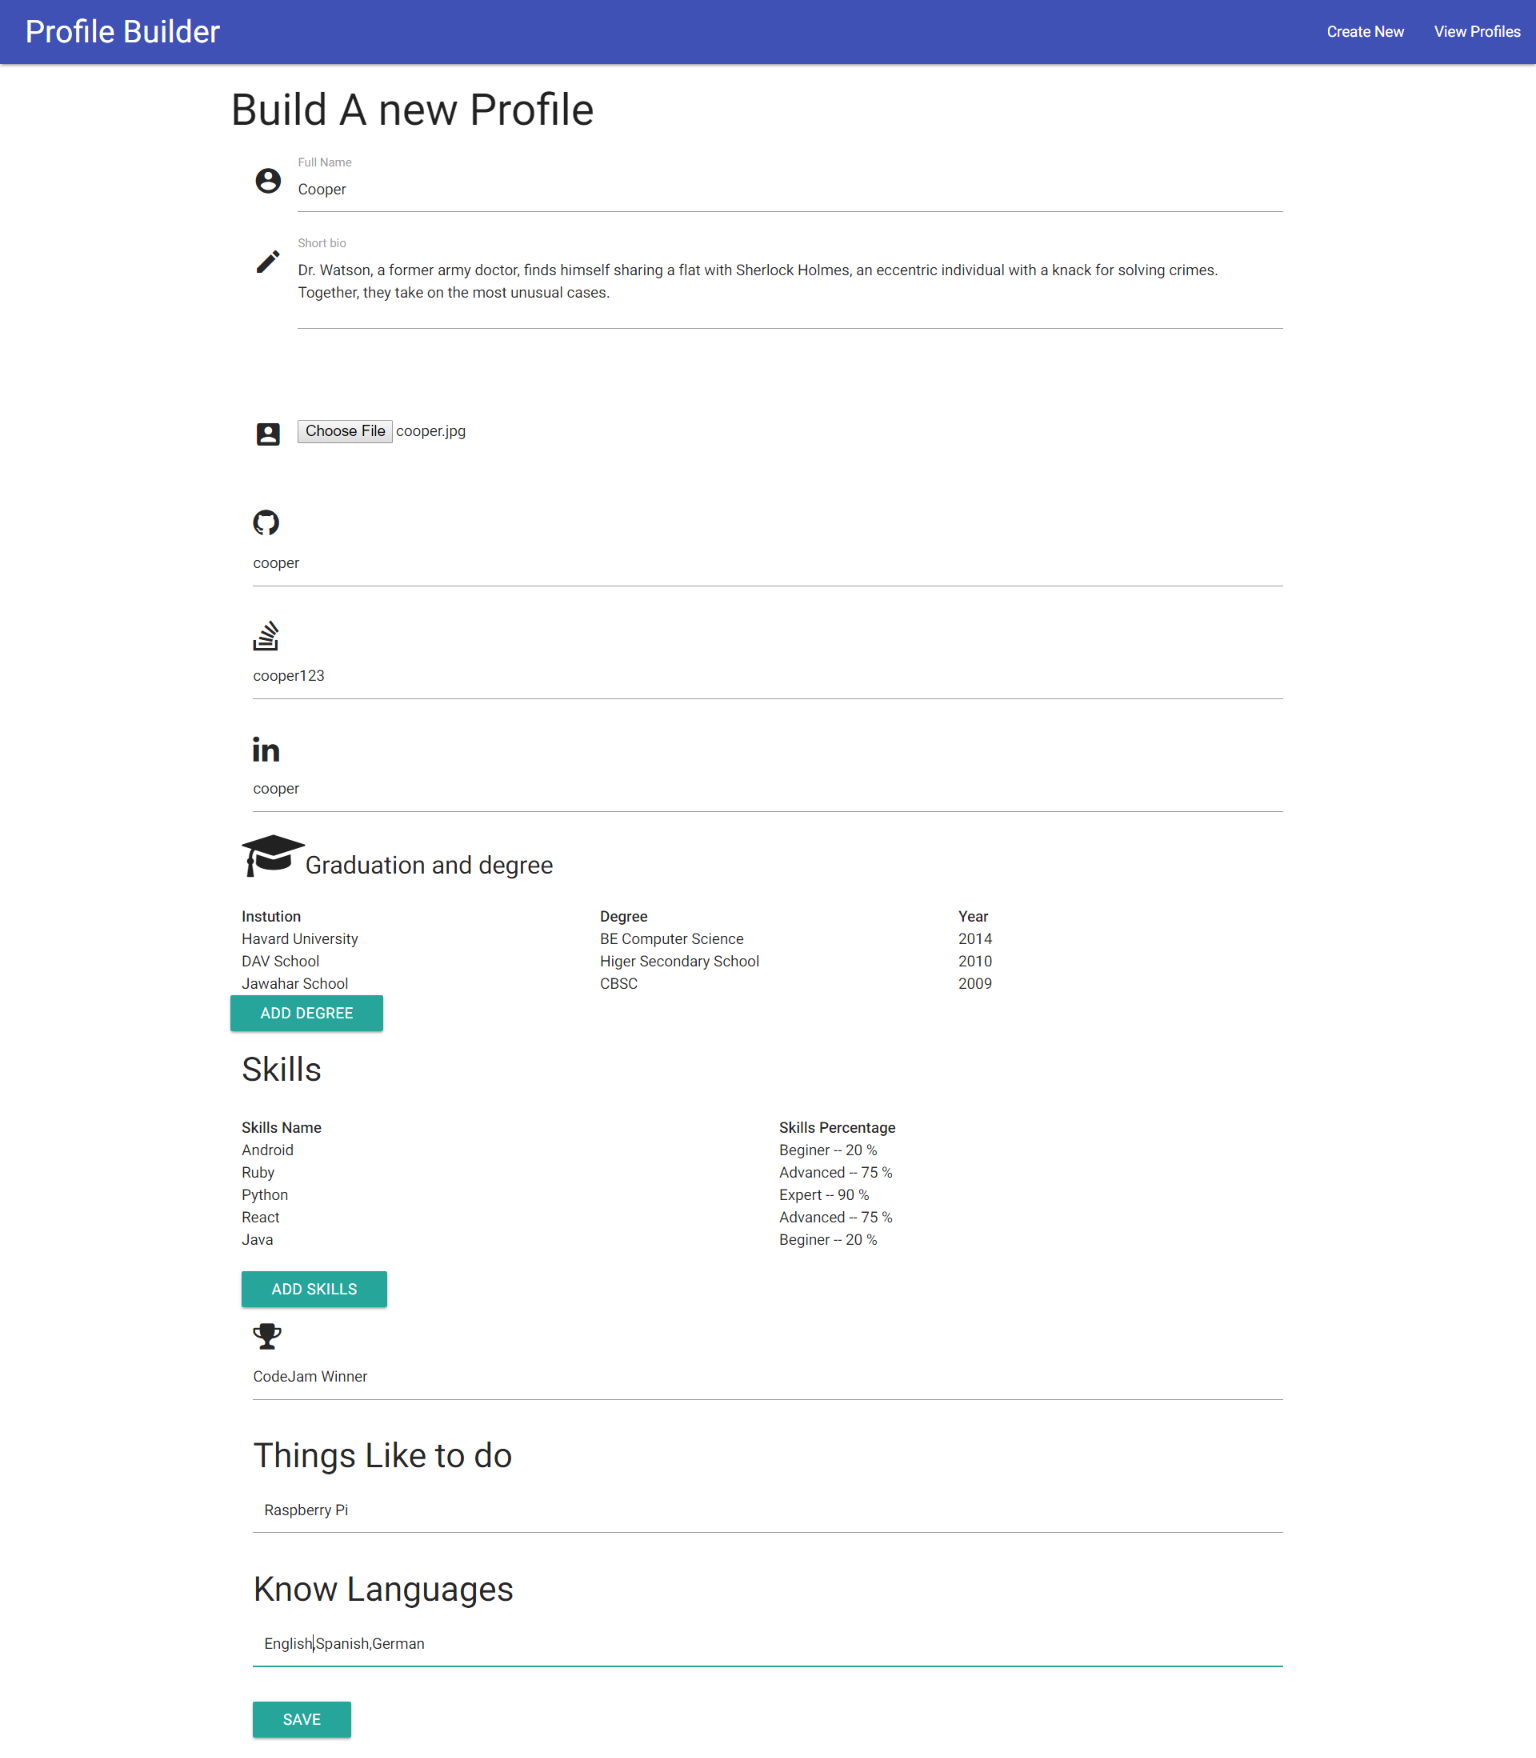 Profile Builder
Create New
View Profiles
Build A new Profile
Full Name
Cooper
Short bio
Dr. Watson, a former army doctor, finds himself sharing a flat with Sherlock Holmes, an eccentric individual with a knack for solving crimes.
Together, they take on the most unusual cases.
Choose File cooper.jpg
cooper
cooper123
in
cooper
Graduation and degree
Instution Degree Year
Havard University BE Computer Science 2014
DAV School Higer Secondary School 2010
Jawahar School CBSC 2009
ADD DEGREE
Skills
Skills Name Skills Percentage
Android Beginer -- 20 %
Ruby Advanced -- 75 %
Python Expert -- 90 %
React Advanced -- 75 %
Java Beginer -- 20 %
ADD SKILLS
CodeJam Winner
Things Like to do
Raspberry Pi
Know Languages
English,Spanish,German
SAVE